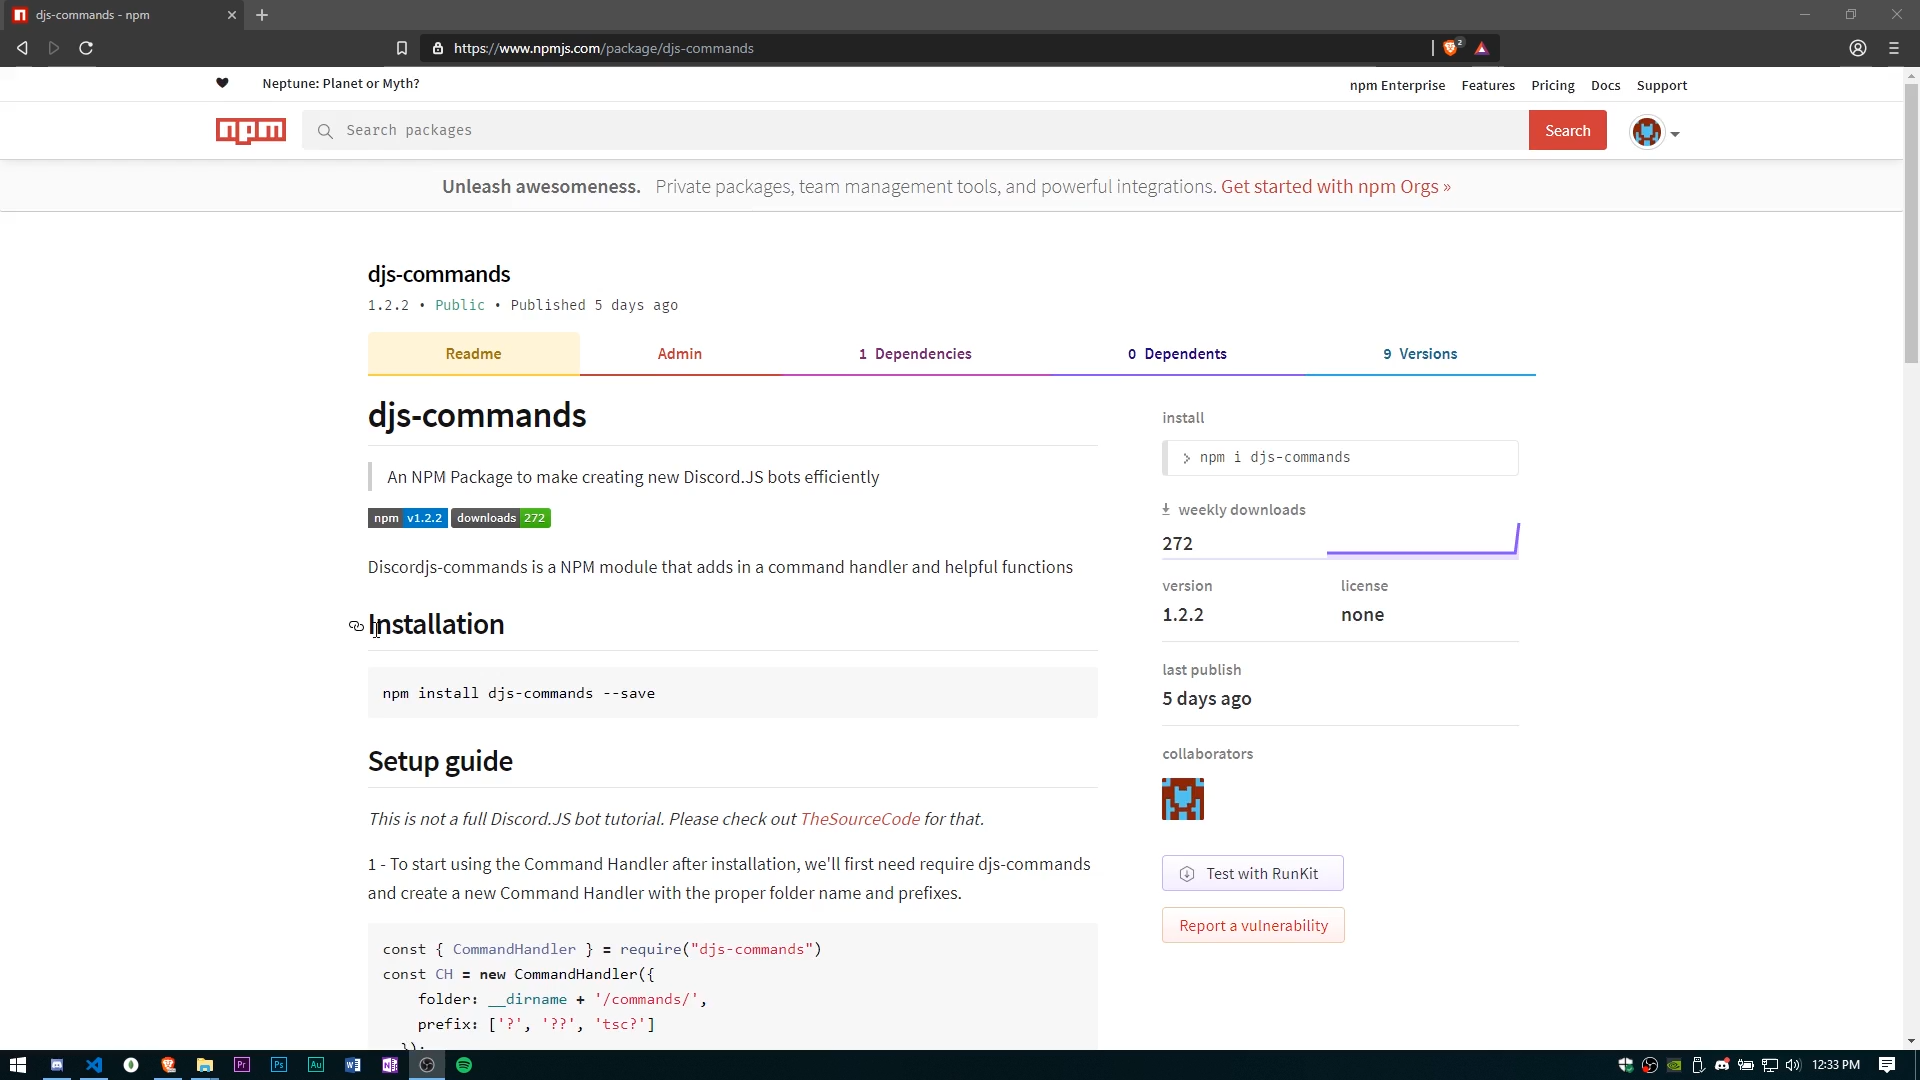 djs-commands - npm
https://www.npmjs.com/package/djs-commands
2
Neptune: Planet or Myth?
npm Enterprise Features Pricing Docs Support
npm
Search packages
Search
Unleash awesomeness. Private packages, team management tools, and powerful integrations. Get started with npm Orgs »
djs-commands
1.2.2 • Public • Published 5 days ago
Readme
Admin
1 Dependencies
0 Dependents
9 Versions
djs-commands
An NPM Package to make creating new Discord.JS bots efficiently
npm v1.2.2 downloads 272
Discordjs-commands is a NPM module that adds in a command handler and helpful functions
Installation
npm install djs-commands --save
Setup guide
This is not a full Discord.JS bot tutorial. Please check out TheSourceCode for that.
1 - To start using the Command Handler after installation, we'll first need require djs-commands
and create a new Command Handler with the proper folder name and prefixes.
const { CommandHandler } = require("djs-commands")
const CH = new CommandHandler({
folder: __dirname + '/commands/',
prefix: ['?', '??', 'tsc?']
});
install
> npm i djs-commands
weekly downloads
272
version
1.2.2
license
none
last publish
5 days ago
collaborators
Test with RunKit
Report a vulnerability
Pr
Ps
Au
W
N
12:33 PM